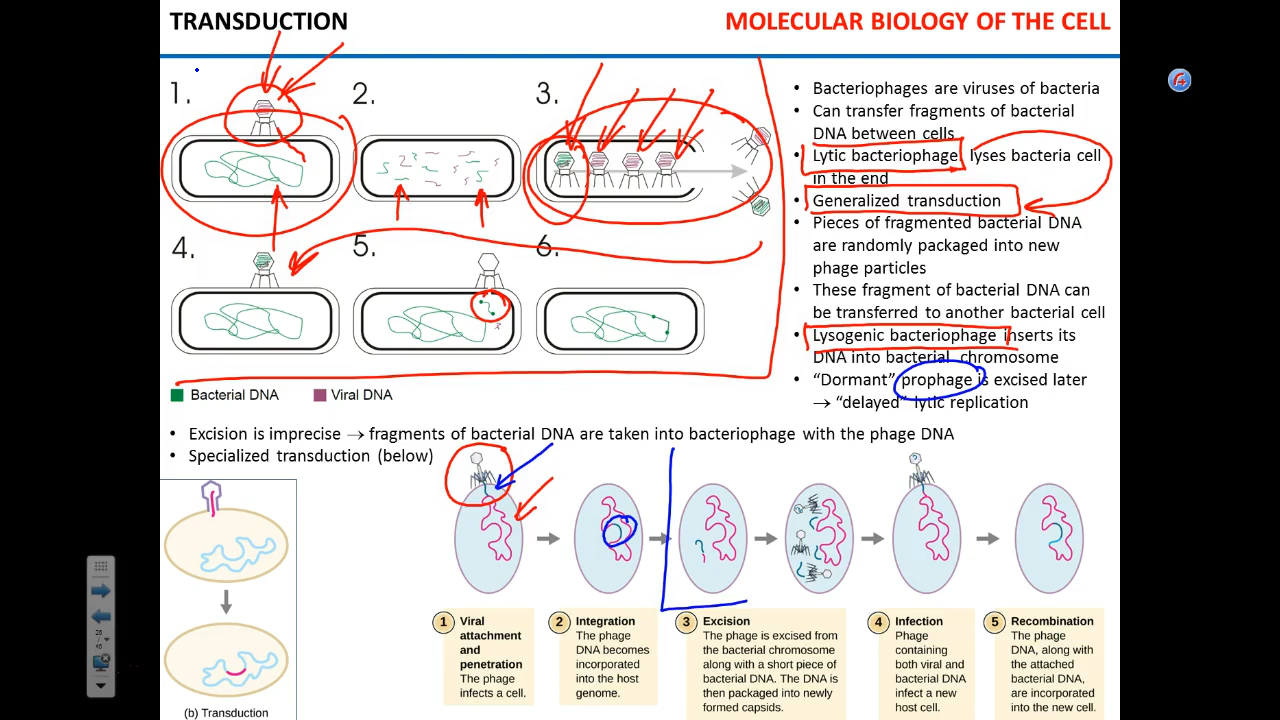 TRANSDUCTION
MOLECULAR BIOLOGY OF THE CELL
1.
2.
3.
4.
5.
6.
Bacterial DNA
Viral DNA
• Bacteriophages are viruses of bacteria
• Can transfer fragments of bacterial
DNA between cells
• Lytic bacteriophage lyses bacteria cell
in the end
• Generalized transduction
• Pieces of fragmented bacterial DNA
are randomly packaged into new
phage particles
• These fragment of bacterial DNA can
be transferred to another bacterial cell
• Lysogenic bacteriophage inserts its
DNA into bacterial chromosome
• “Dormant” prophage is excised later
→ “delayed” lytic replication
• Excision is imprecise → fragments of bacterial DNA are taken into bacteriophage with the phage DNA
• Specialized transduction (below)
(b) Transduction
1 Viral
attachment
and
penetration
The phage
infects a cell.
2 Integration
The phage
DNA becomes
incorporated
into the host
genome.
3 Excision
The phage is excised from
the bacterial chromosome
along with a short piece of
bacterial DNA. The DNA is
then packaged into newly
formed capsids.
4 Infection
Phage
containing
both viral and
bacterial DNA
infect a new
host cell.
5 Recombination
The phage
DNA, along with
the attached
bacterial DNA,
are incorporated
into the new cell.